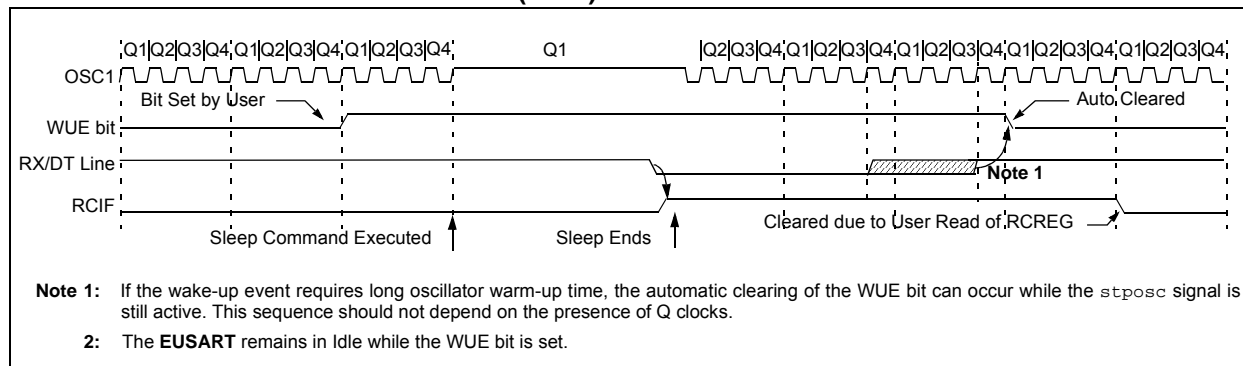 Q1|Q2|Q3|Q4|Q1|Q2|Q3|Q4|Q1|Q2|Q3|Q4 Q1 |Q2|Q3|Q4|Q1|Q2|Q3|Q4|Q1|Q2|Q3|Q4|Q1|Q2|Q3|Q4|Q1|Q2|Q3|Q4
OSC1
Bit Set by User Auto Cleared
WUE bit
RX/DT Line
Note 1
RCIF
Cleared due to User Read of RCREG
Sleep Command Executed Sleep Ends
Note 1: If the wake-up event requires long oscillator warm-up time, the automatic clearing of the WUE bit can occur while the stposc signal is
still active. This sequence should not depend on the presence of Q clocks.
2: The EUSART remains in Idle while the WUE bit is set.